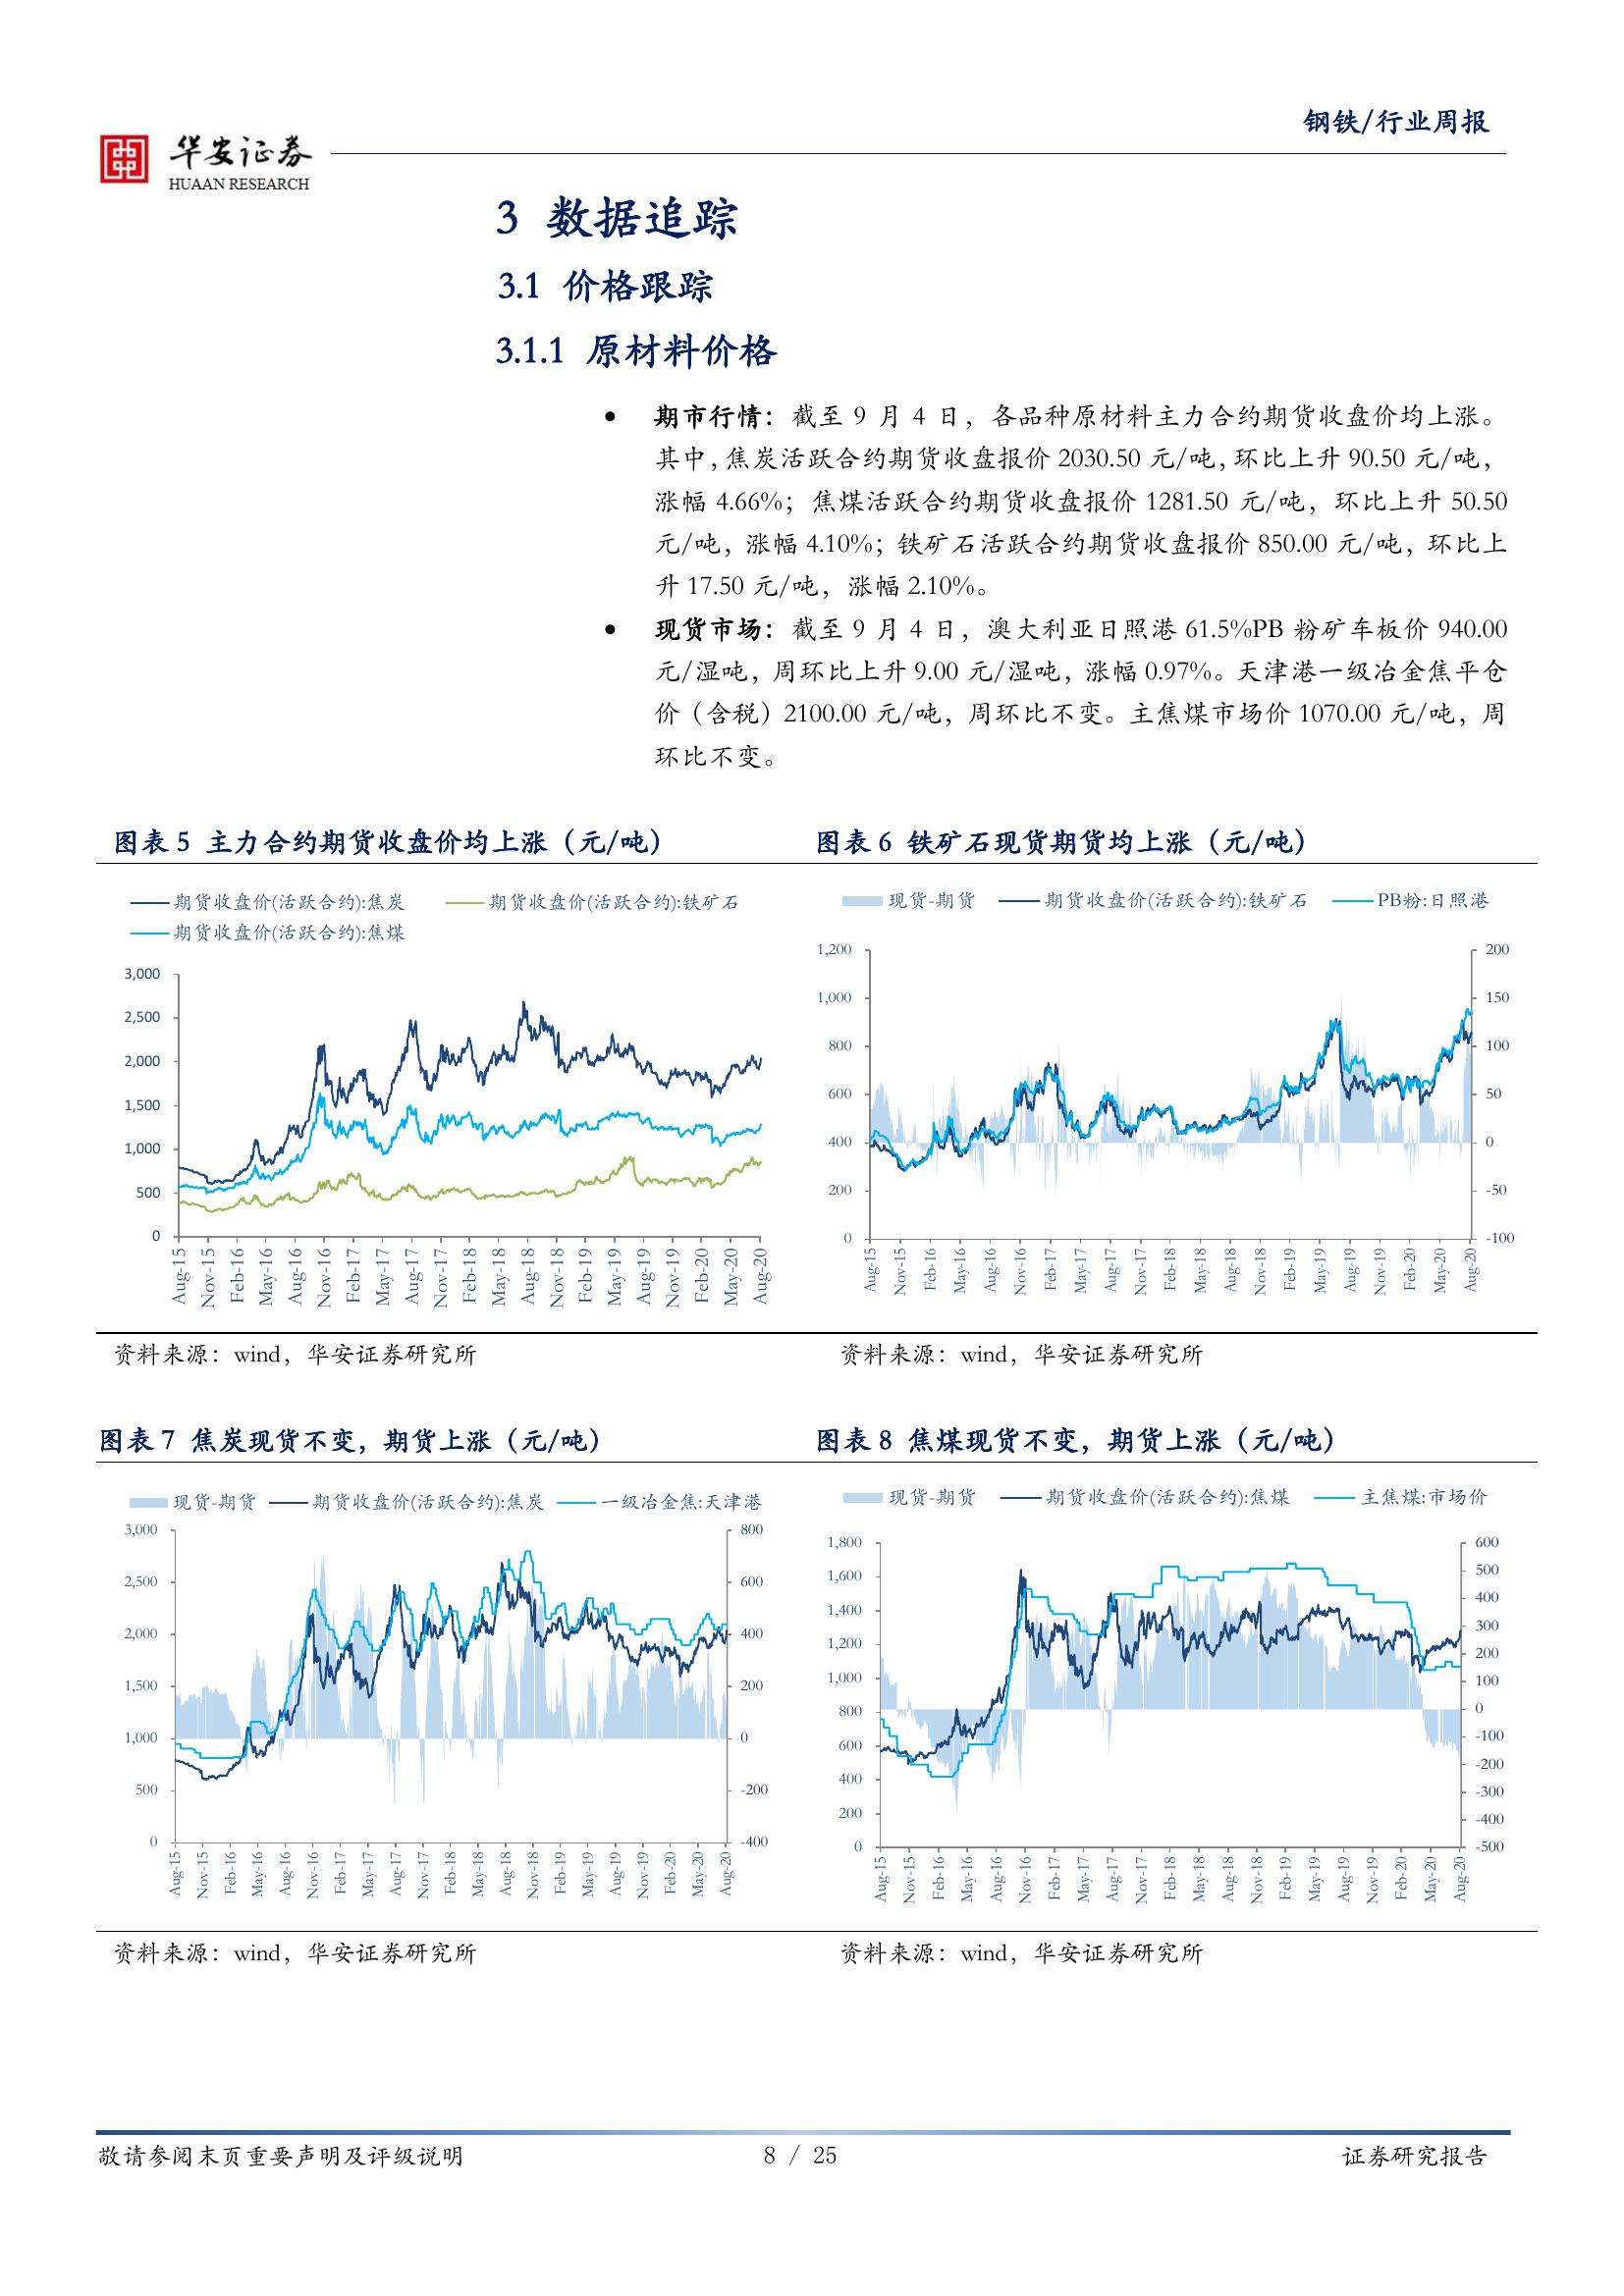 钢铁/行业周报
华安证券
HUAAN RESEARCH
3 数据追踪
3.1 价格跟踪
3.1.1 原材料价格
• 期市行情：截至 9 月 4 日，各品种原材料主力合约期货收盘价均上涨。
其中，焦炭活跃合约期货收盘报价 2030.50 元/吨，环比上升 90.50 元/吨，
涨幅 4.66%；焦煤活跃合约期货收盘报价 1281.50 元/吨，环比上升 50.50
元/吨，涨幅 4.10%；铁矿石活跃合约期货收盘报价 850.00 元/吨，环比上
升 17.50 元/吨，涨幅 2.10%。
• 现货市场：截至 9 月 4 日，澳大利亚日照港 61.5%PB 粉矿车板价 940.00
元/湿吨，周环比上升 9.00 元/湿吨，涨幅 0.97%。天津港一级冶金焦平仓
价（含税）2100.00 元/吨，周环比不变。主焦煤市场价 1070.00 元/吨，周
环比不变。
图表 5 主力合约期货收盘价均上涨（元/吨）
期货收盘价(活跃合约):焦炭 期货收盘价(活跃合约):铁矿石
期货收盘价(活跃合约):焦煤
3,000
2,500
2,000
1,500
1,000
500
0
Aug-15 Nov-15 Feb-16 May-16 Aug-16 Nov-16 Feb-17 May-17 Aug-17 Nov-17 Feb-18 May-18 Aug-18 Nov-18 Feb-19 May-19 Aug-19 Nov-19 Feb-20 May-20 Aug-20
资料来源：wind，华安证券研究所
图表 6 铁矿石现货期货均上涨（元/吨）
现货-期货 期货收盘价(活跃合约):铁矿石 PB粉:日照港
1,200 200
1,000 150
800 100
600 50
400 0
200 -50
0 -100
Aug-15 Nov-15 Feb-16 May-16 Aug-16 Nov-16 Feb-17 May-17 Aug-17 Nov-17 Feb-18 May-18 Aug-18 Nov-18 Feb-19 May-19 Aug-19 Nov-19 Feb-20 May-20 Aug-20
资料来源：wind，华安证券研究所
图表 7 焦炭现货不变，期货上涨（元/吨）
现货-期货 期货收盘价(活跃合约):焦炭 一级冶金焦:天津港
3,000 800
2,500 600
2,000 400
1,500 200
1,000 0
500 -200
0 -400
Aug-15 Nov-15 Feb-16 May-16 Aug-16 Nov-16 Feb-17 May-17 Aug-17 Nov-17 Feb-18 May-18 Aug-18 Nov-18 Feb-19 May-19 Aug-19 Nov-19 Feb-20 May-20 Aug-20
资料来源：wind，华安证券研究所
图表 8 焦煤现货不变，期货上涨（元/吨）
现货-期货 期货收盘价(活跃合约):焦煤 主焦煤:市场价
1,800
1,600
1,400
1,200
1,000
800
600
400
200
0
600
500
400
300
200
100
0
-100
-200
-300
-400
-500
Aug-15 Nov-15 Feb-16 May-16 Aug-16 Nov-16 Feb-17 May-17 Aug-17 Nov-17 Feb-18 May-18 Aug-18 Nov-18 Feb-19 May-19 Aug-19 Nov-19 Feb-20 May-20 Aug-20
资料来源：wind，华安证券研究所
敬请参阅末页重要声明及评级说明 8 / 25 证券研究报告